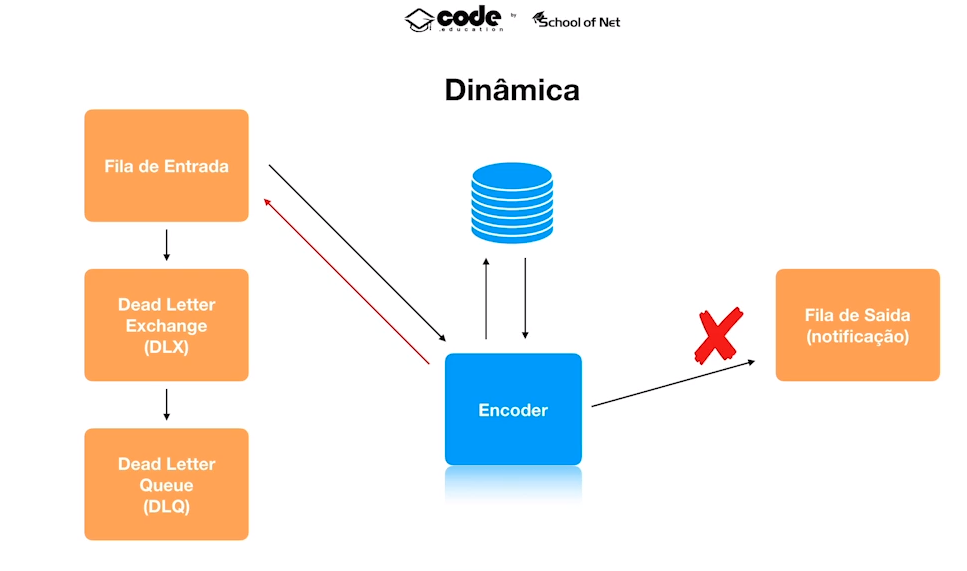 code
.education
by
School of Net
Dinâmica
Fila de Entrada
Dead Letter
Exchange
(DLX)
Dead Letter
Queue
(DLQ)
Encoder
Fila de Saida
(notificação)